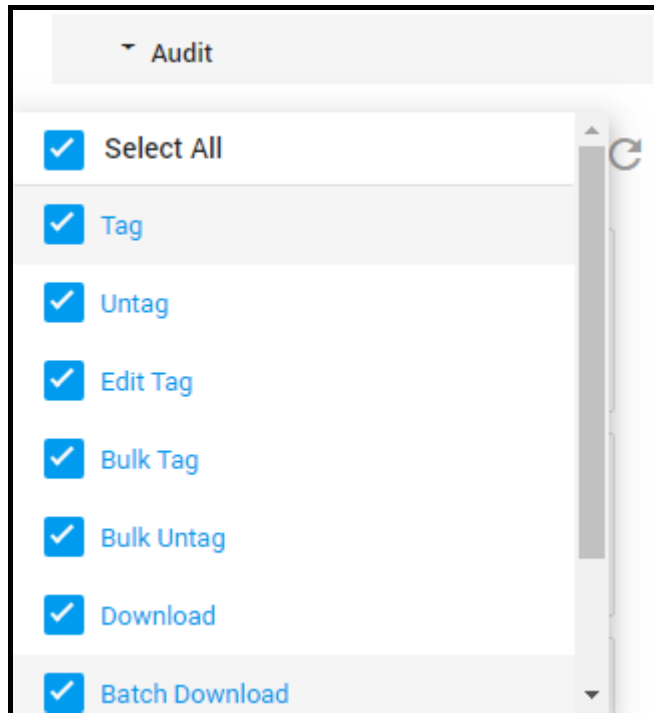 Audit
Select All
Tag
Untag
Edit Tag
Bulk Tag
Bulk Untag
Download
Batch Download